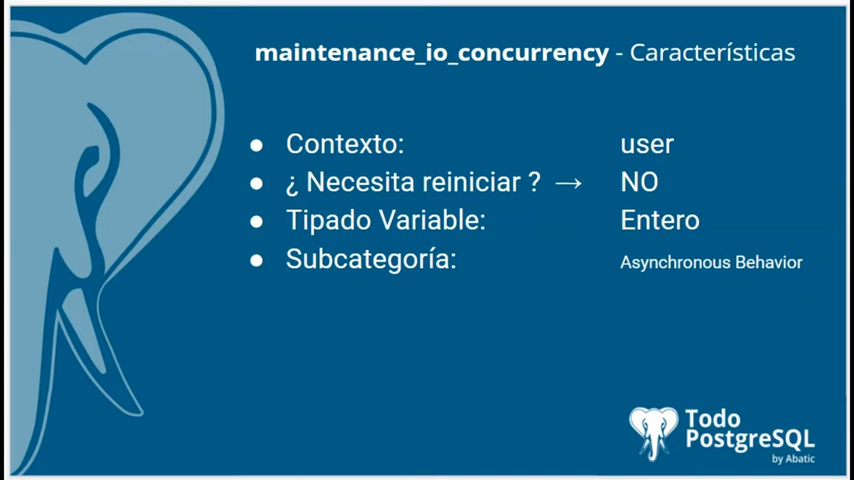 maintenance_io_concurrency - Características
● Contexto: user
● ¿ Necesita reiniciar ? → NO
● Tipado Variable: Entero
● Subcategoría: Asynchronous Behavior
Todo
PostgreSQL
by Abatic